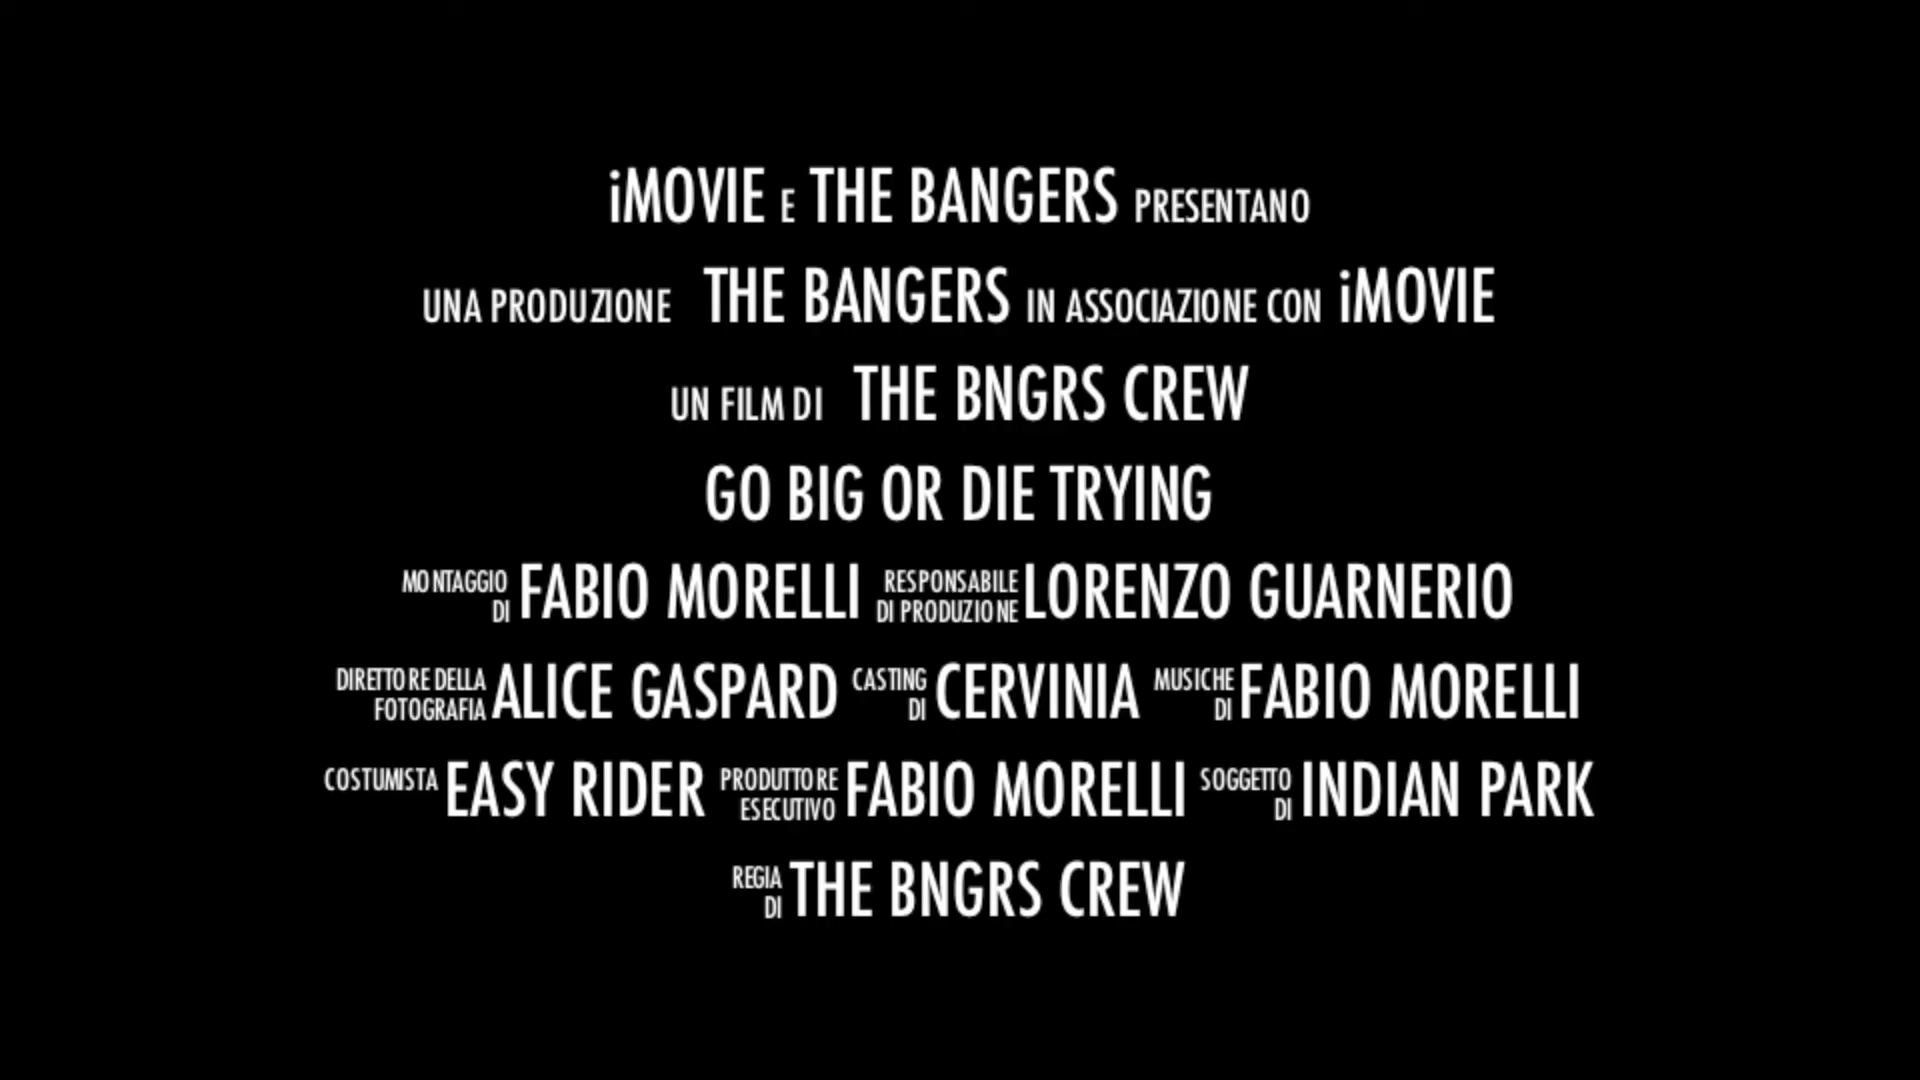 iMOVIE E THE BANGERS PRESENTANO
UNA PRODUZIONE THE BANGERS IN ASSOCIAZIONE CON iMOVIE
UN FILM DI THE BNGRS CREW
GO BIG OR DIE TRYING
MONTAGGIO DI FABIO MORELLI RESPONSABILE DI PRODUZIONE LORENZO GUARNERIO
DIRETTORE DELLA FOTOGRAFIA ALICE GASPARD CASTING DI CERVINIA MUSICHE DI FABIO MORELLI
COSTUMISTA EASY RIDER PRODUTTORE ESECUTIVO FABIO MORELLI SOGGETTO DI INDIAN PARK
REGIA DI THE BNGRS CREW